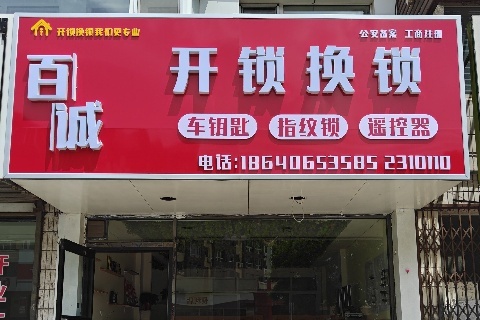 开锁换锁我们更专业
公安备案 工商注册
百诚
开锁换锁
车钥匙 指纹锁 遥控器
电话:18640653585 2310110